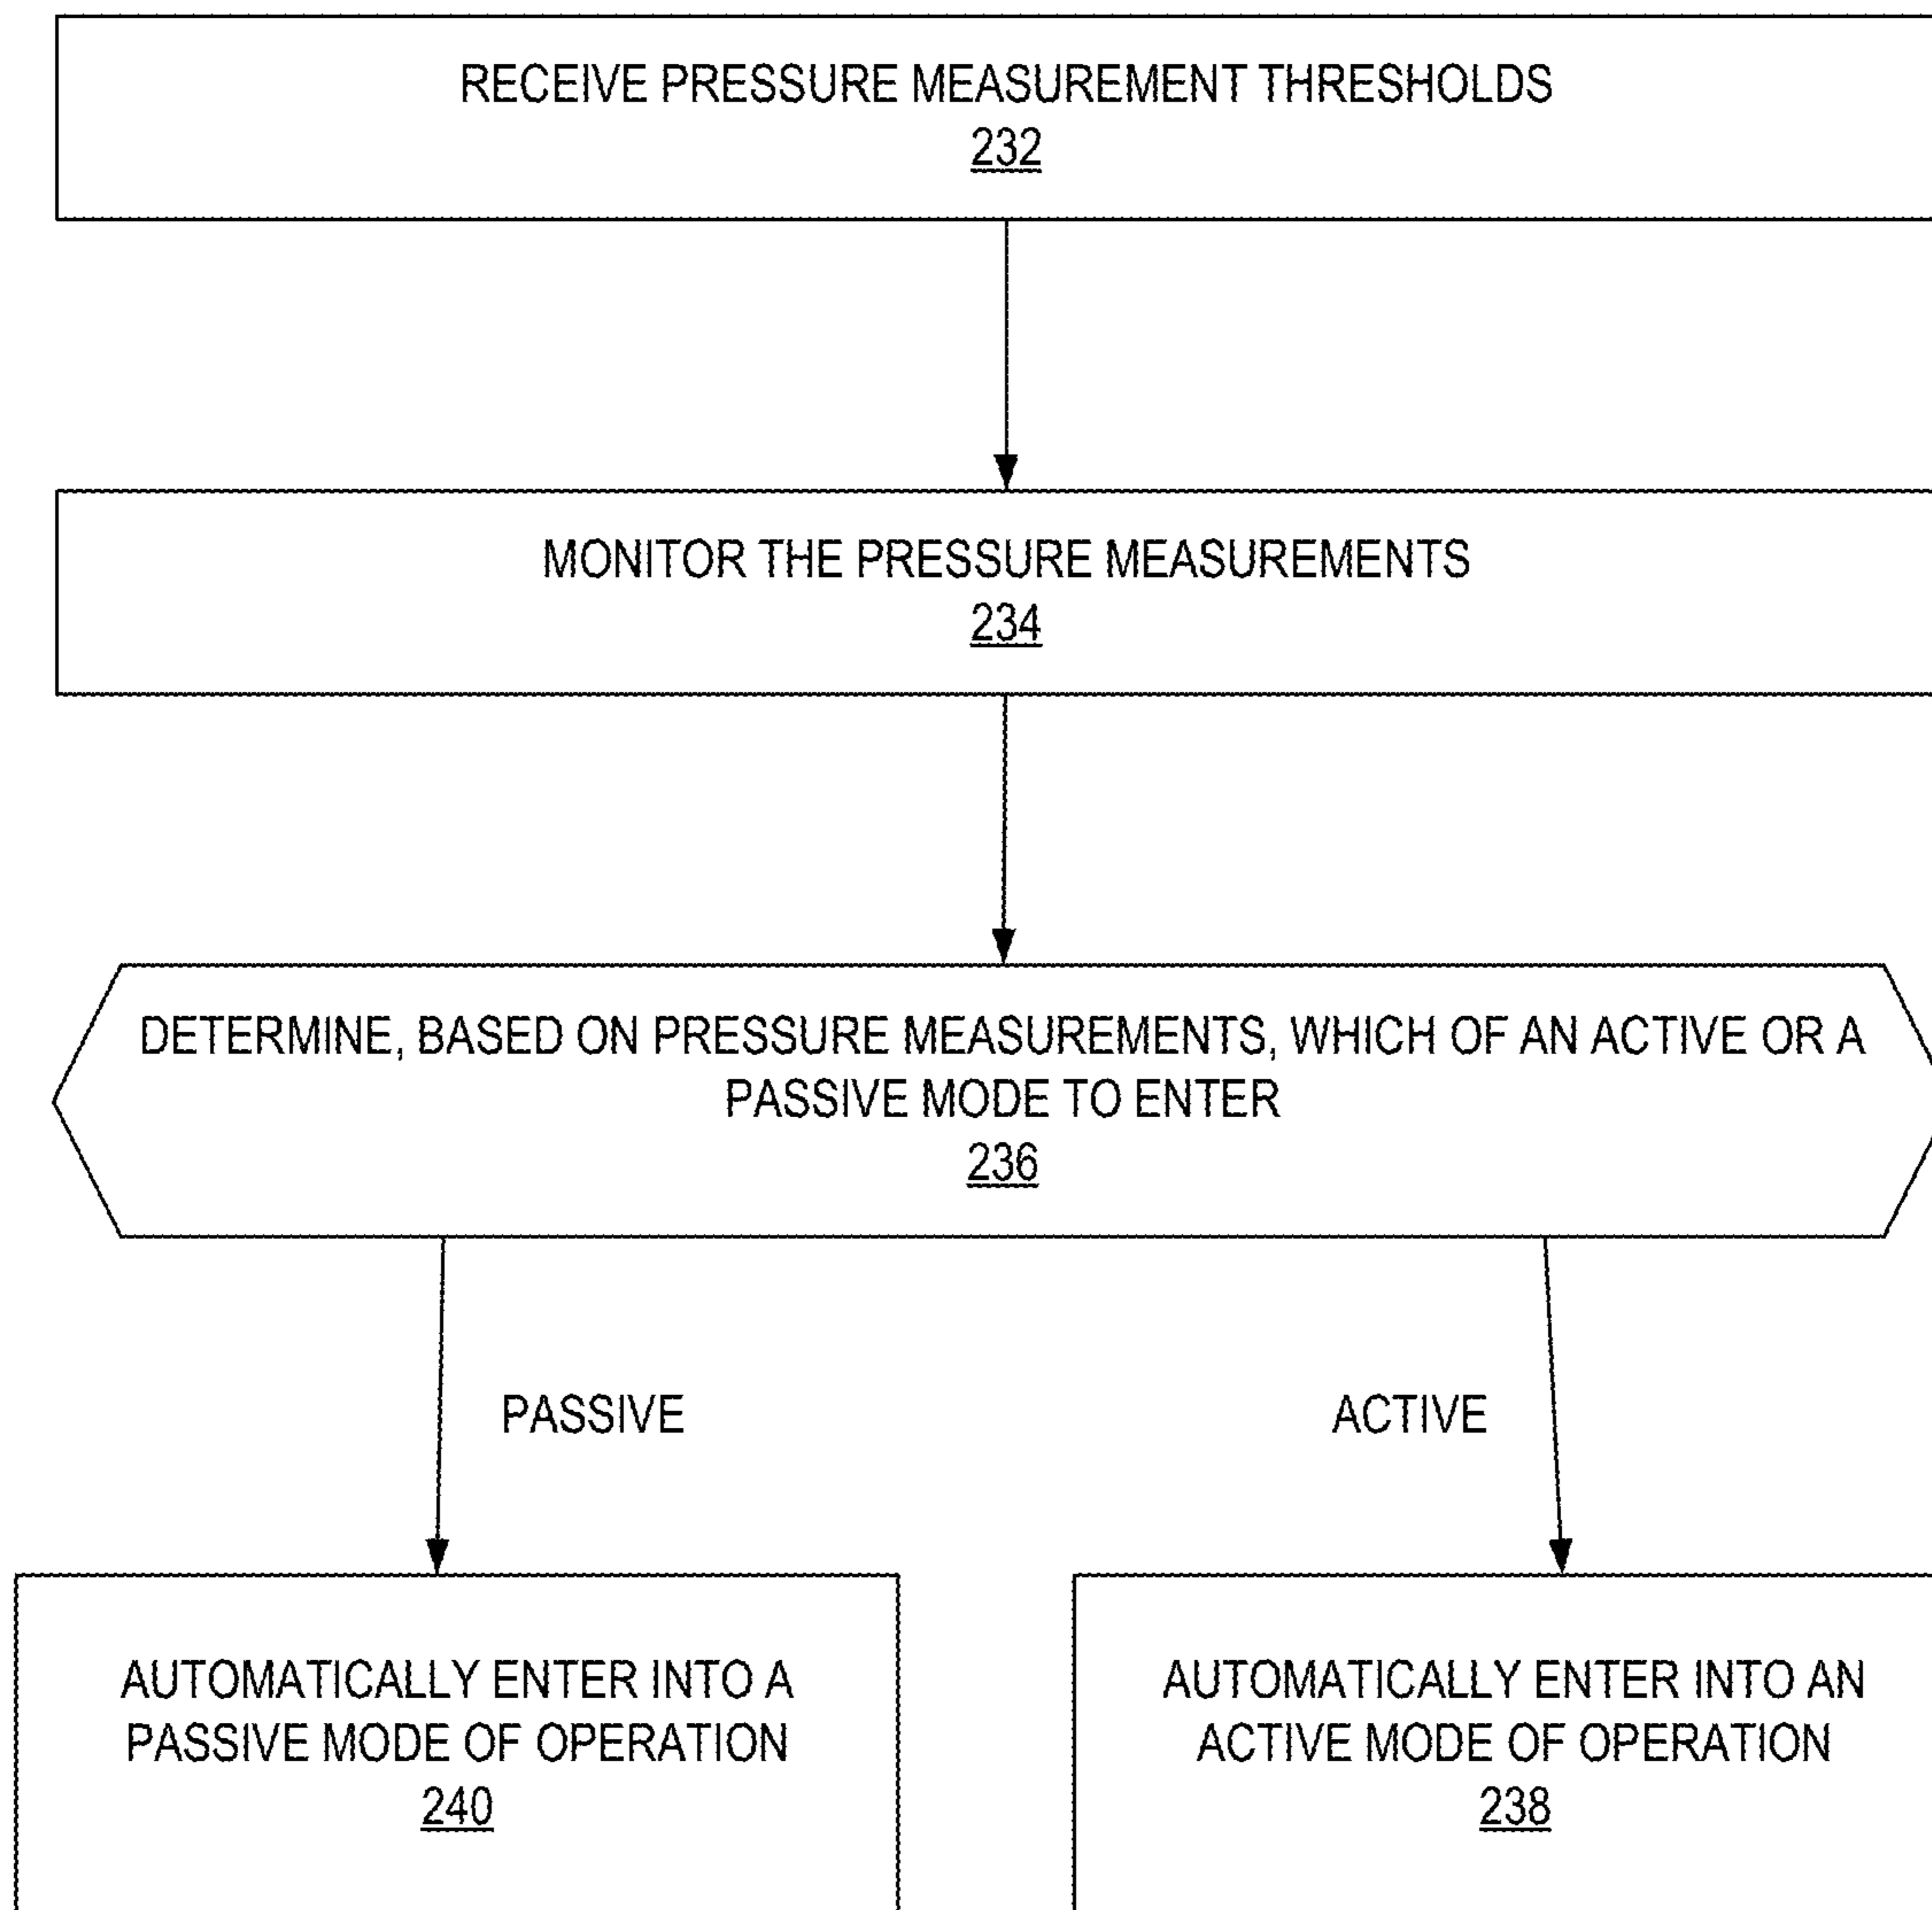 RECEIVE PRESSURE MEASUREMENT THRESHOLDS
232
MONITOR THE PRESSURE MEASUREMENTS
234
DETERMINE, BASED ON PRESSURE MEASUREMENTS, WHICH OF AN ACTIVE OR A
PASSIVE MODE TO ENTER
236
PASSIVE
ACTIVE
AUTOMATICALLY ENTER INTO A
PASSIVE MODE OF OPERATION
240
AUTOMATICALLY ENTER INTO AN
ACTIVE MODE OF OPERATION
238